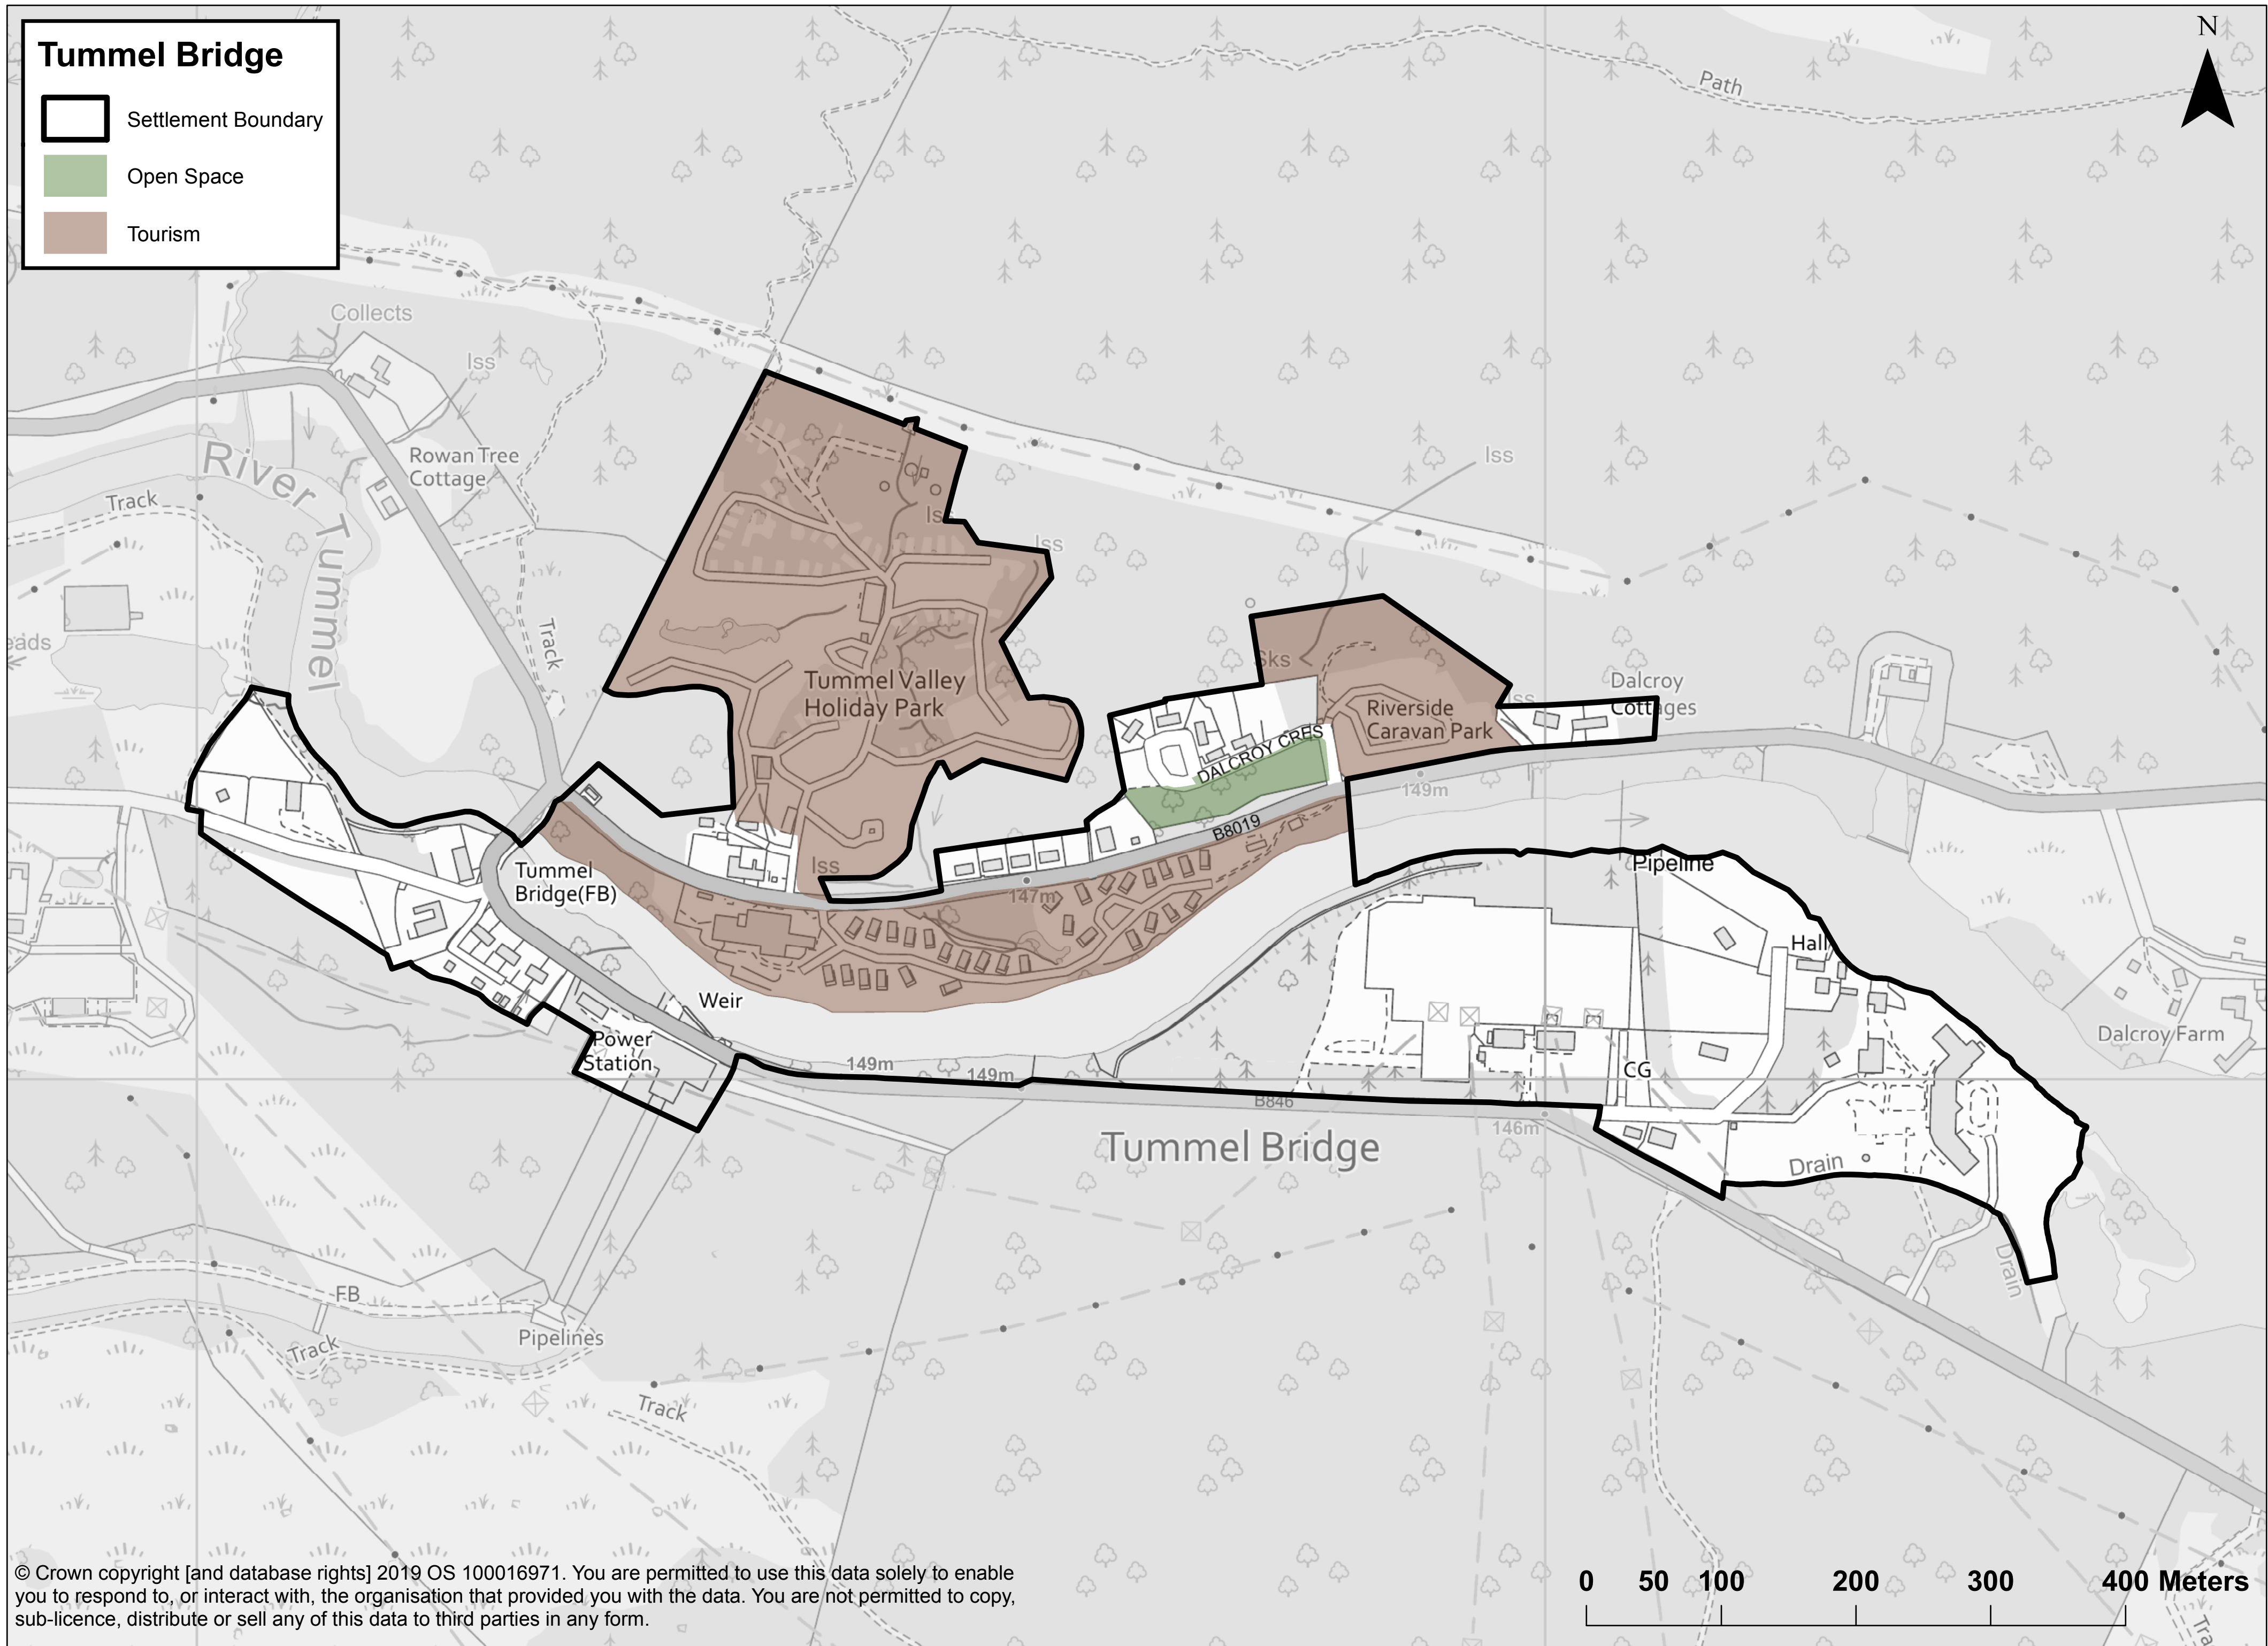 Tummel Bridge
Settlement Boundary
Open Space
Tourism
N
Path
Collects
Iss
Rowan Tree
Cottage
River Tummel
Track
Track
Iss
Iss
Iss
eads
Sks
Tummel Valley
Holiday Park
Riverside
Caravan Park
Iss
Dalcroy
Cottages
DALCROY CRES
149m
B8019
Iss
147m
Tummel
Bridge(FB)
Pipeline
Hall
Weir
Power
Station
149m
149m
B846
CG
146m
Dalcroy Farm
Tummel Bridge
Drain
Drain
FB
Pipelines
Track
Track
Tra
© Crown copyright [and database rights] 2019 OS 100016971. You are permitted to use this data solely to enable
you to respond to, or interact with, the organisation that provided you with the data. You are not permitted to copy,
sub-licence, distribute or sell any of this data to third parties in any form.
0 50 100 200 300 400 Meters